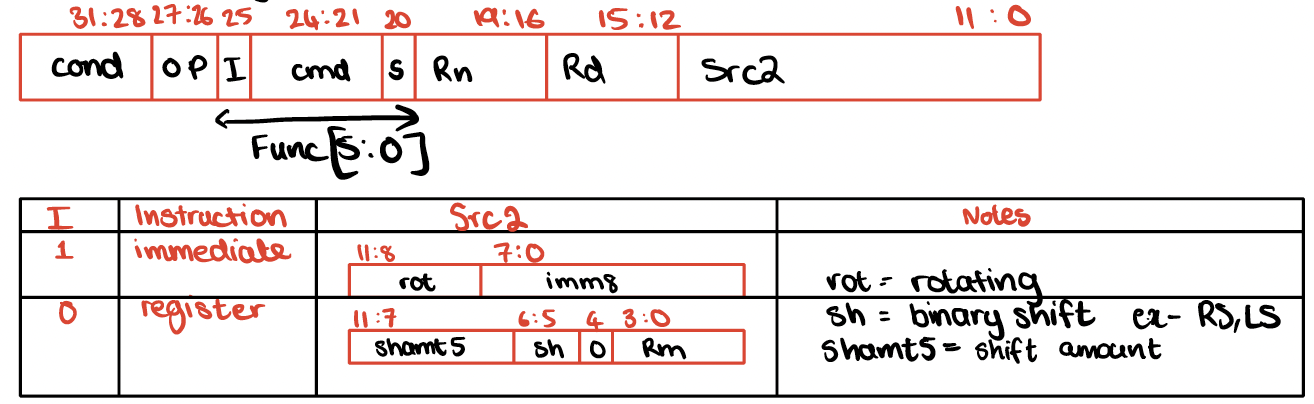 31:28 27:26 25 24:21 20 19:16 15:12 11:0
cond OP I cmd S Rn Rd Src2
Func[5:0]
I Instruction Src2 Notes
1 immediate 11:8 7:0
rot imm8 rot = rotating
0 register 11:7 6:5 4 3:0 sh = binary shift ex- RS,LS
shamt5 sh 0 Rm shamt5 = shift amount